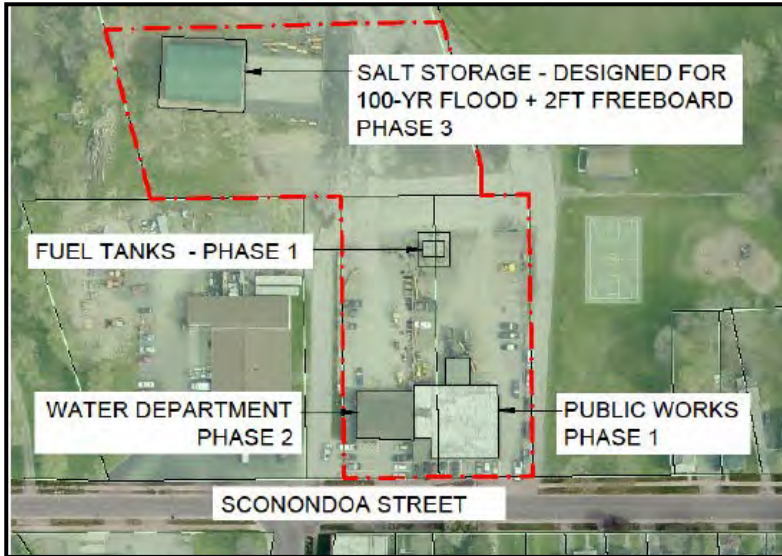 SALT STORAGE - DESIGNED FOR
100-YR FLOOD + 2FT FREEBOARD
PHASE 3
FUEL TANKS - PHASE 1
WATER DEPARTMENT
PHASE 2
PUBLIC WORKS
PHASE 1
SCONONDOA STREET